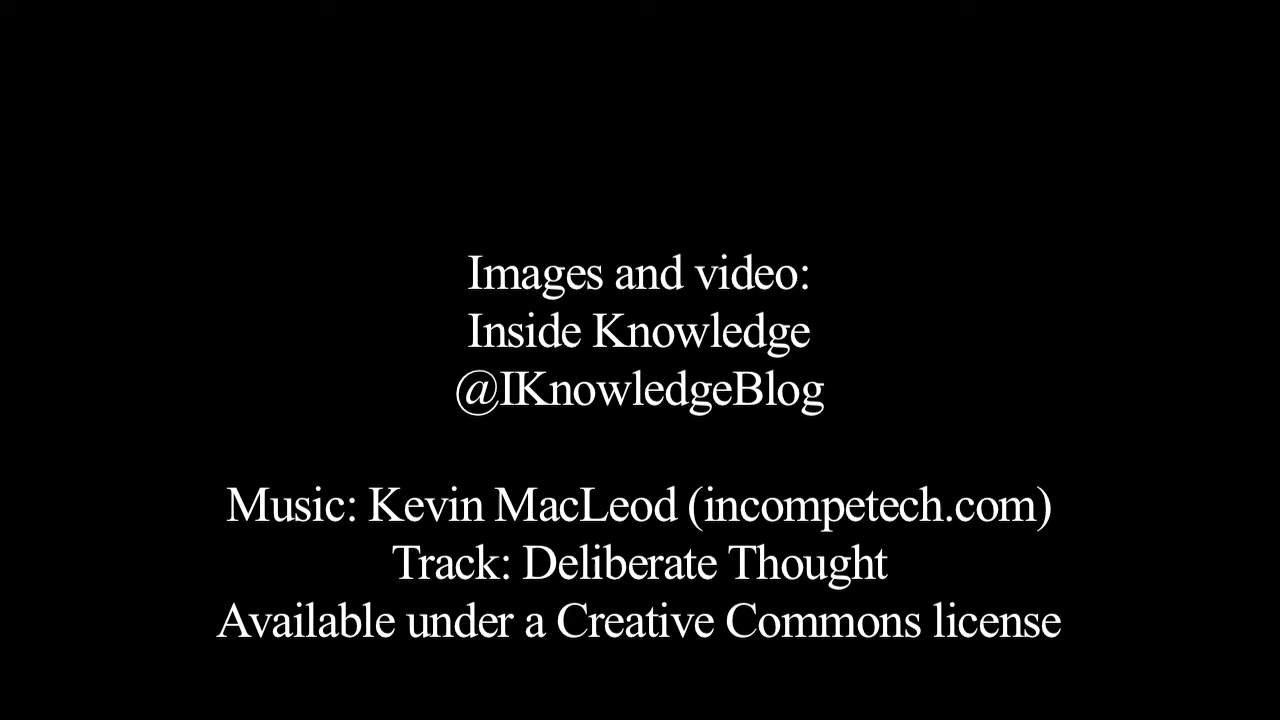 Images and video:
Inside Knowledge
@IKnowledgeBlog
Music: Kevin MacLeod (incompetech.com)
Track: Deliberate Thought
Available under a Creative Commons license